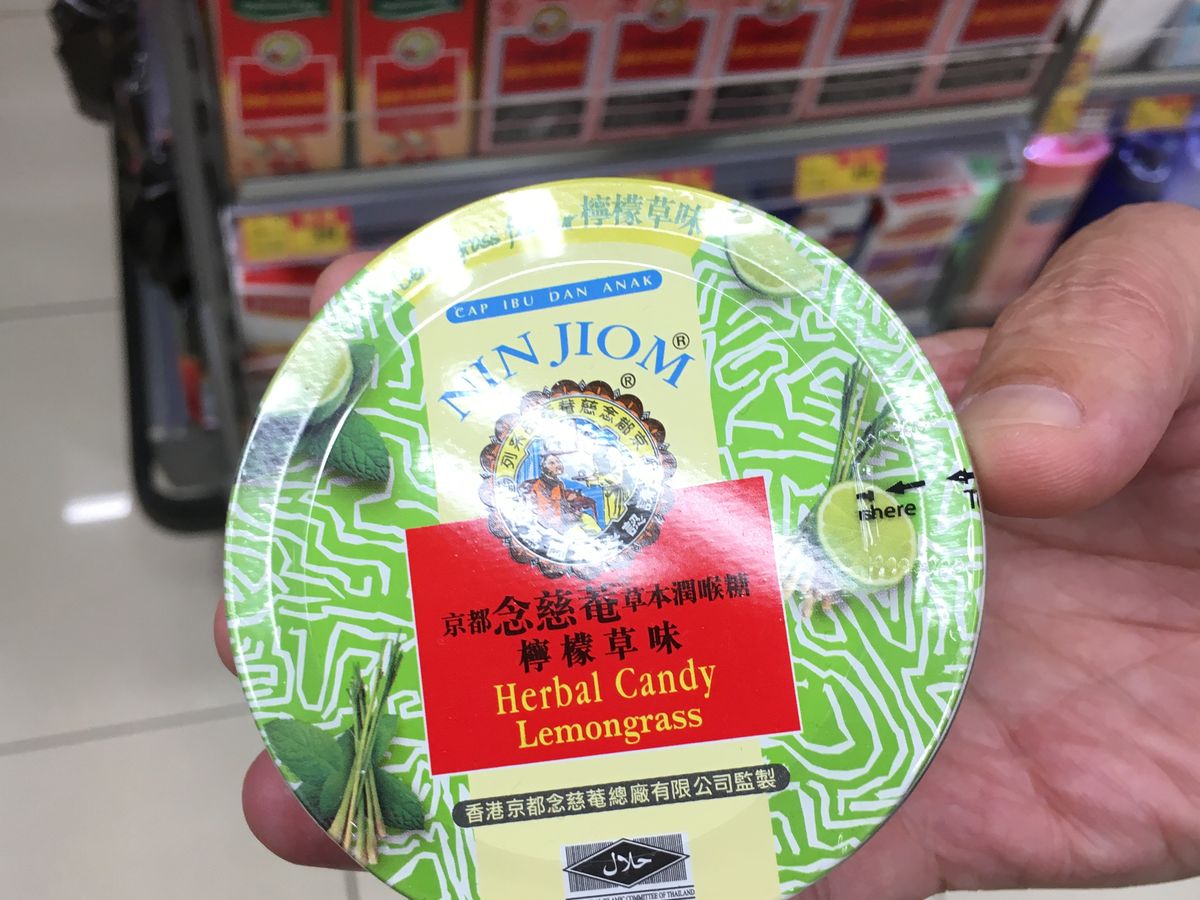 檸檬草味
CAP IBU DAN ANAK
NIN JIOM®
®
京都念慈菴草本潤喉糖
檸檬草味
Herbal Candy
Lemongrass
香港京都念慈菴總廠有限公司監製
حلال